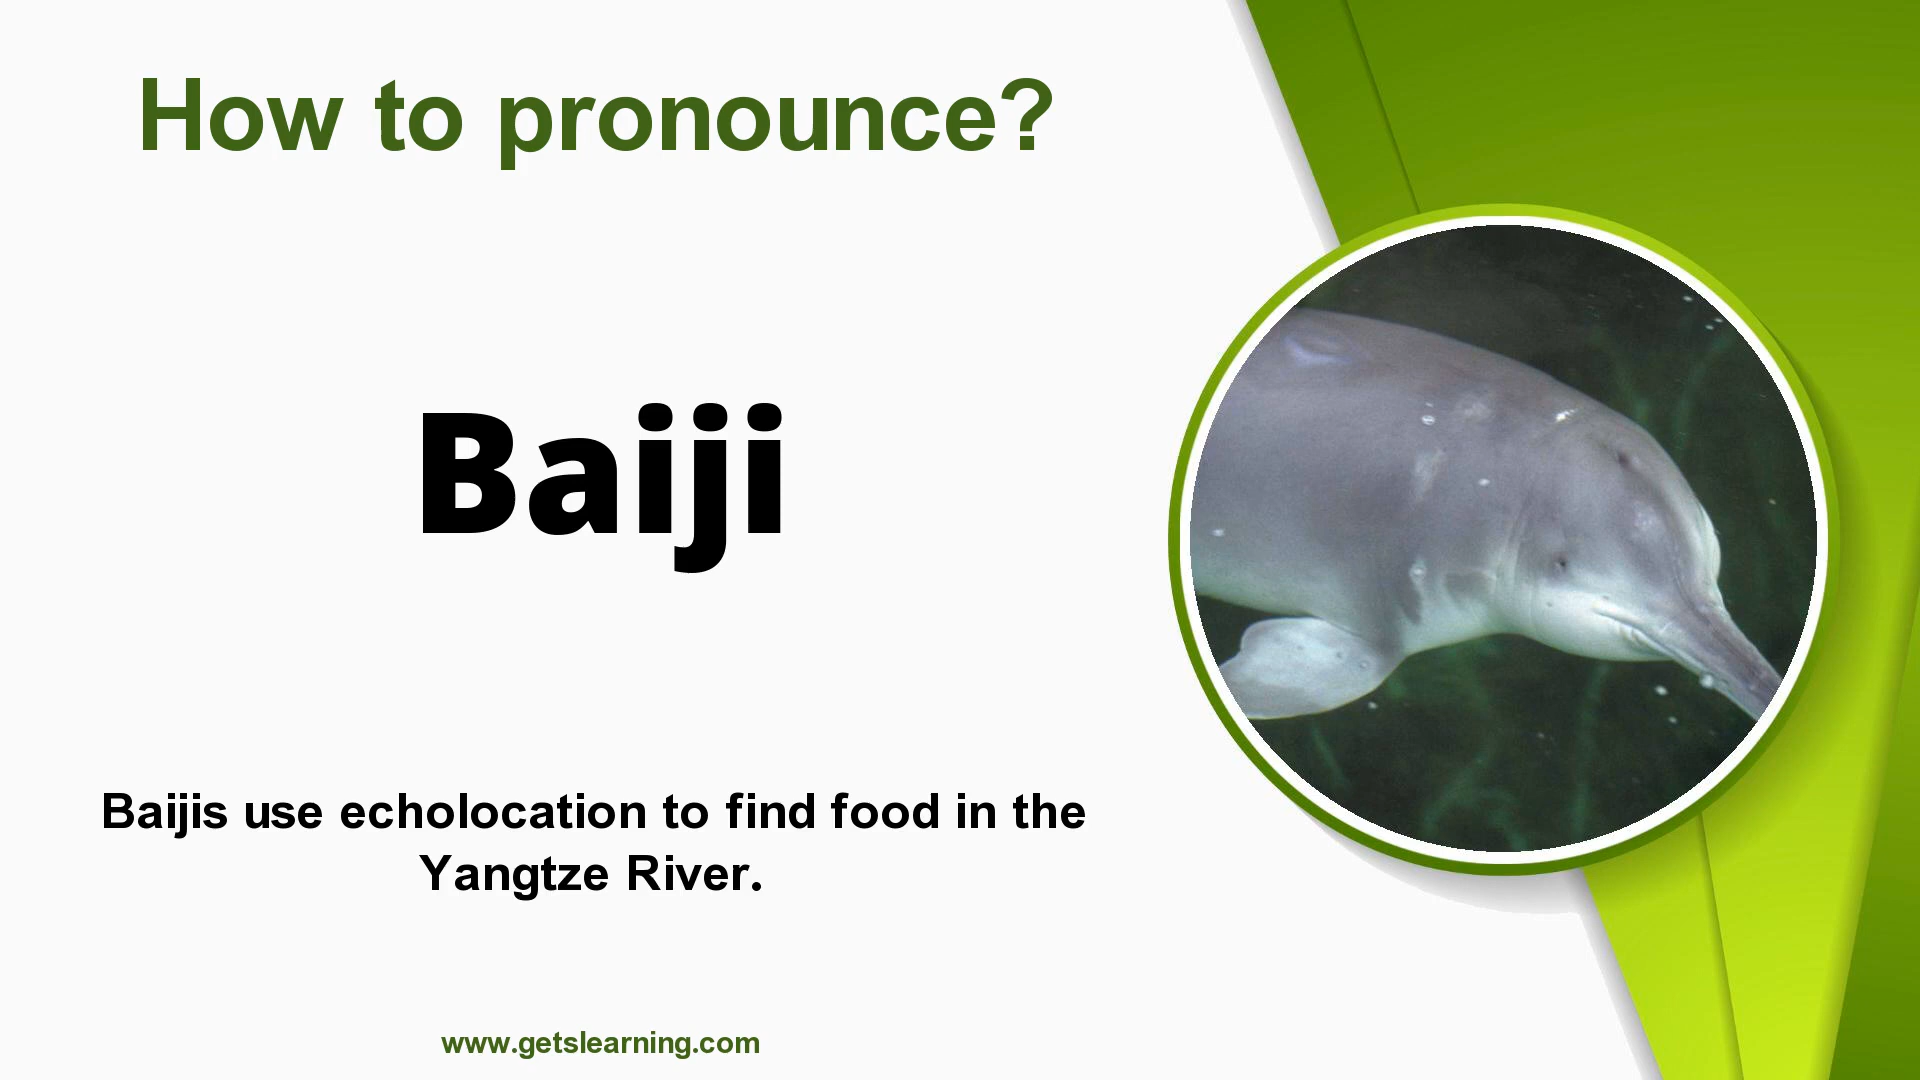 How to pronounce?
Baiji
Baijis use echolocation to find food in the
Yangtze River.
www.getslearning.com